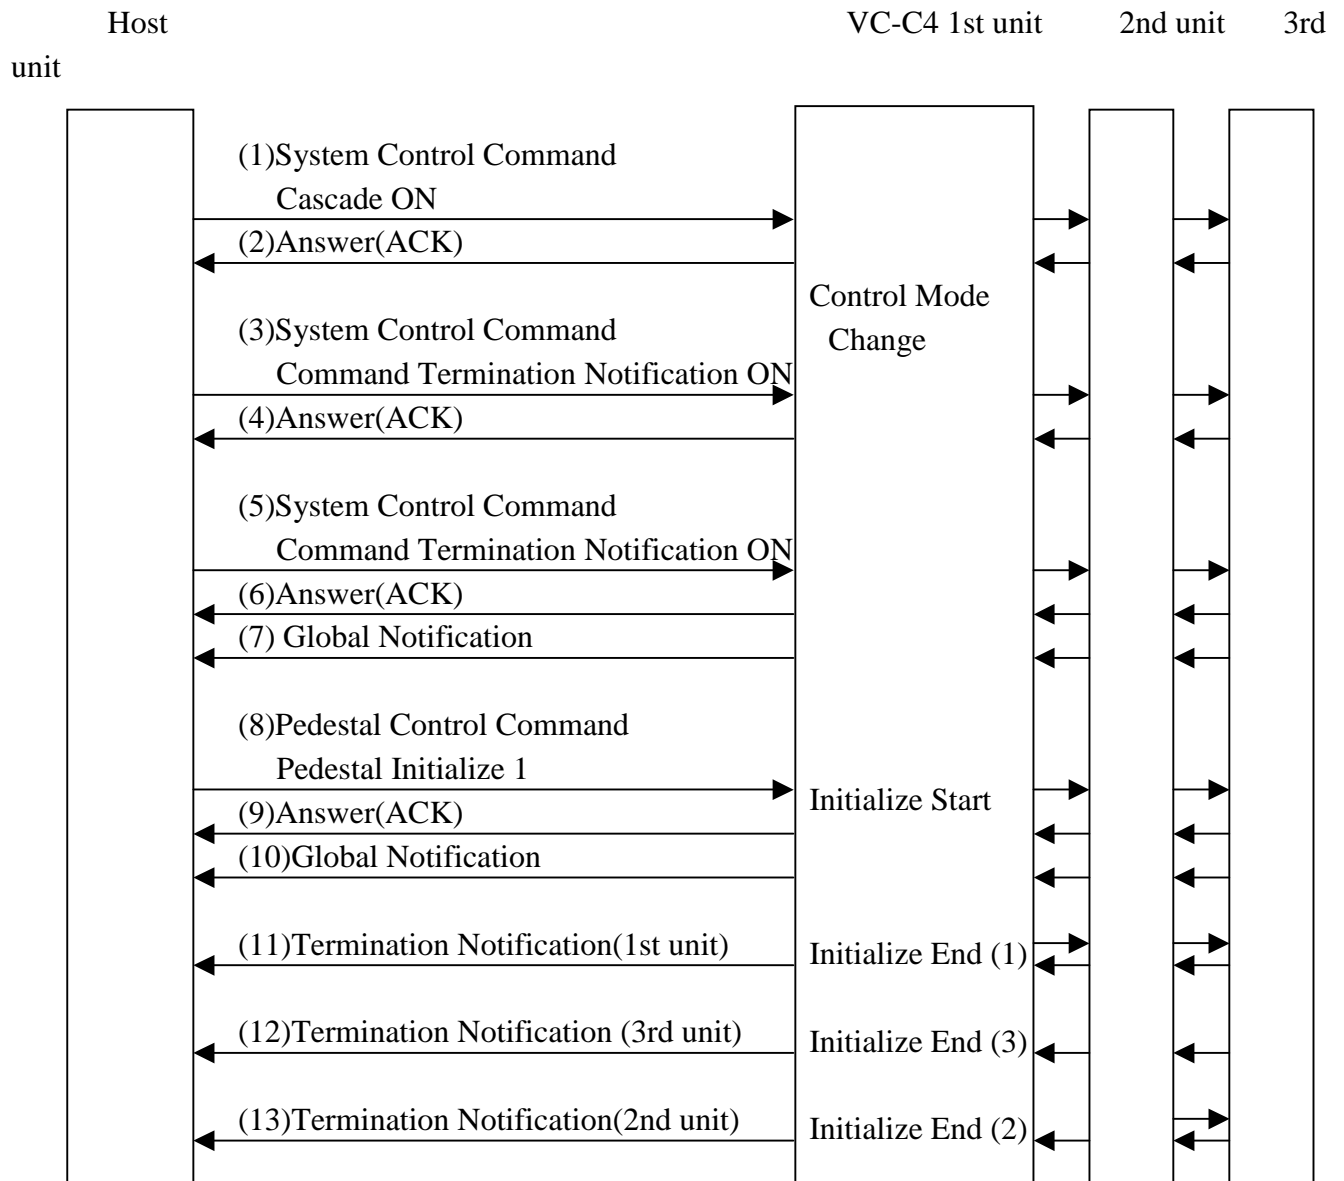 Host VC-C4 1st unit 2nd unit 3rd
unit
(1)System Control Command
Cascade ON
(2)Answer(ACK)
Control Mode
Change
(3)System Control Command
Command Termination Notification ON
(4)Answer(ACK)
(5)System Control Command
Command Termination Notification ON
(6)Answer(ACK)
(7) Global Notification
(8)Pedestal Control Command
Pedestal Initialize 1
Initialize Start
(9)Answer(ACK)
(10)Global Notification
(11)Termination Notification(1st unit) Initialize End (1)
(12)Termination Notification (3rd unit) Initialize End (3)
(13)Termination Notification(2nd unit) Initialize End (2)